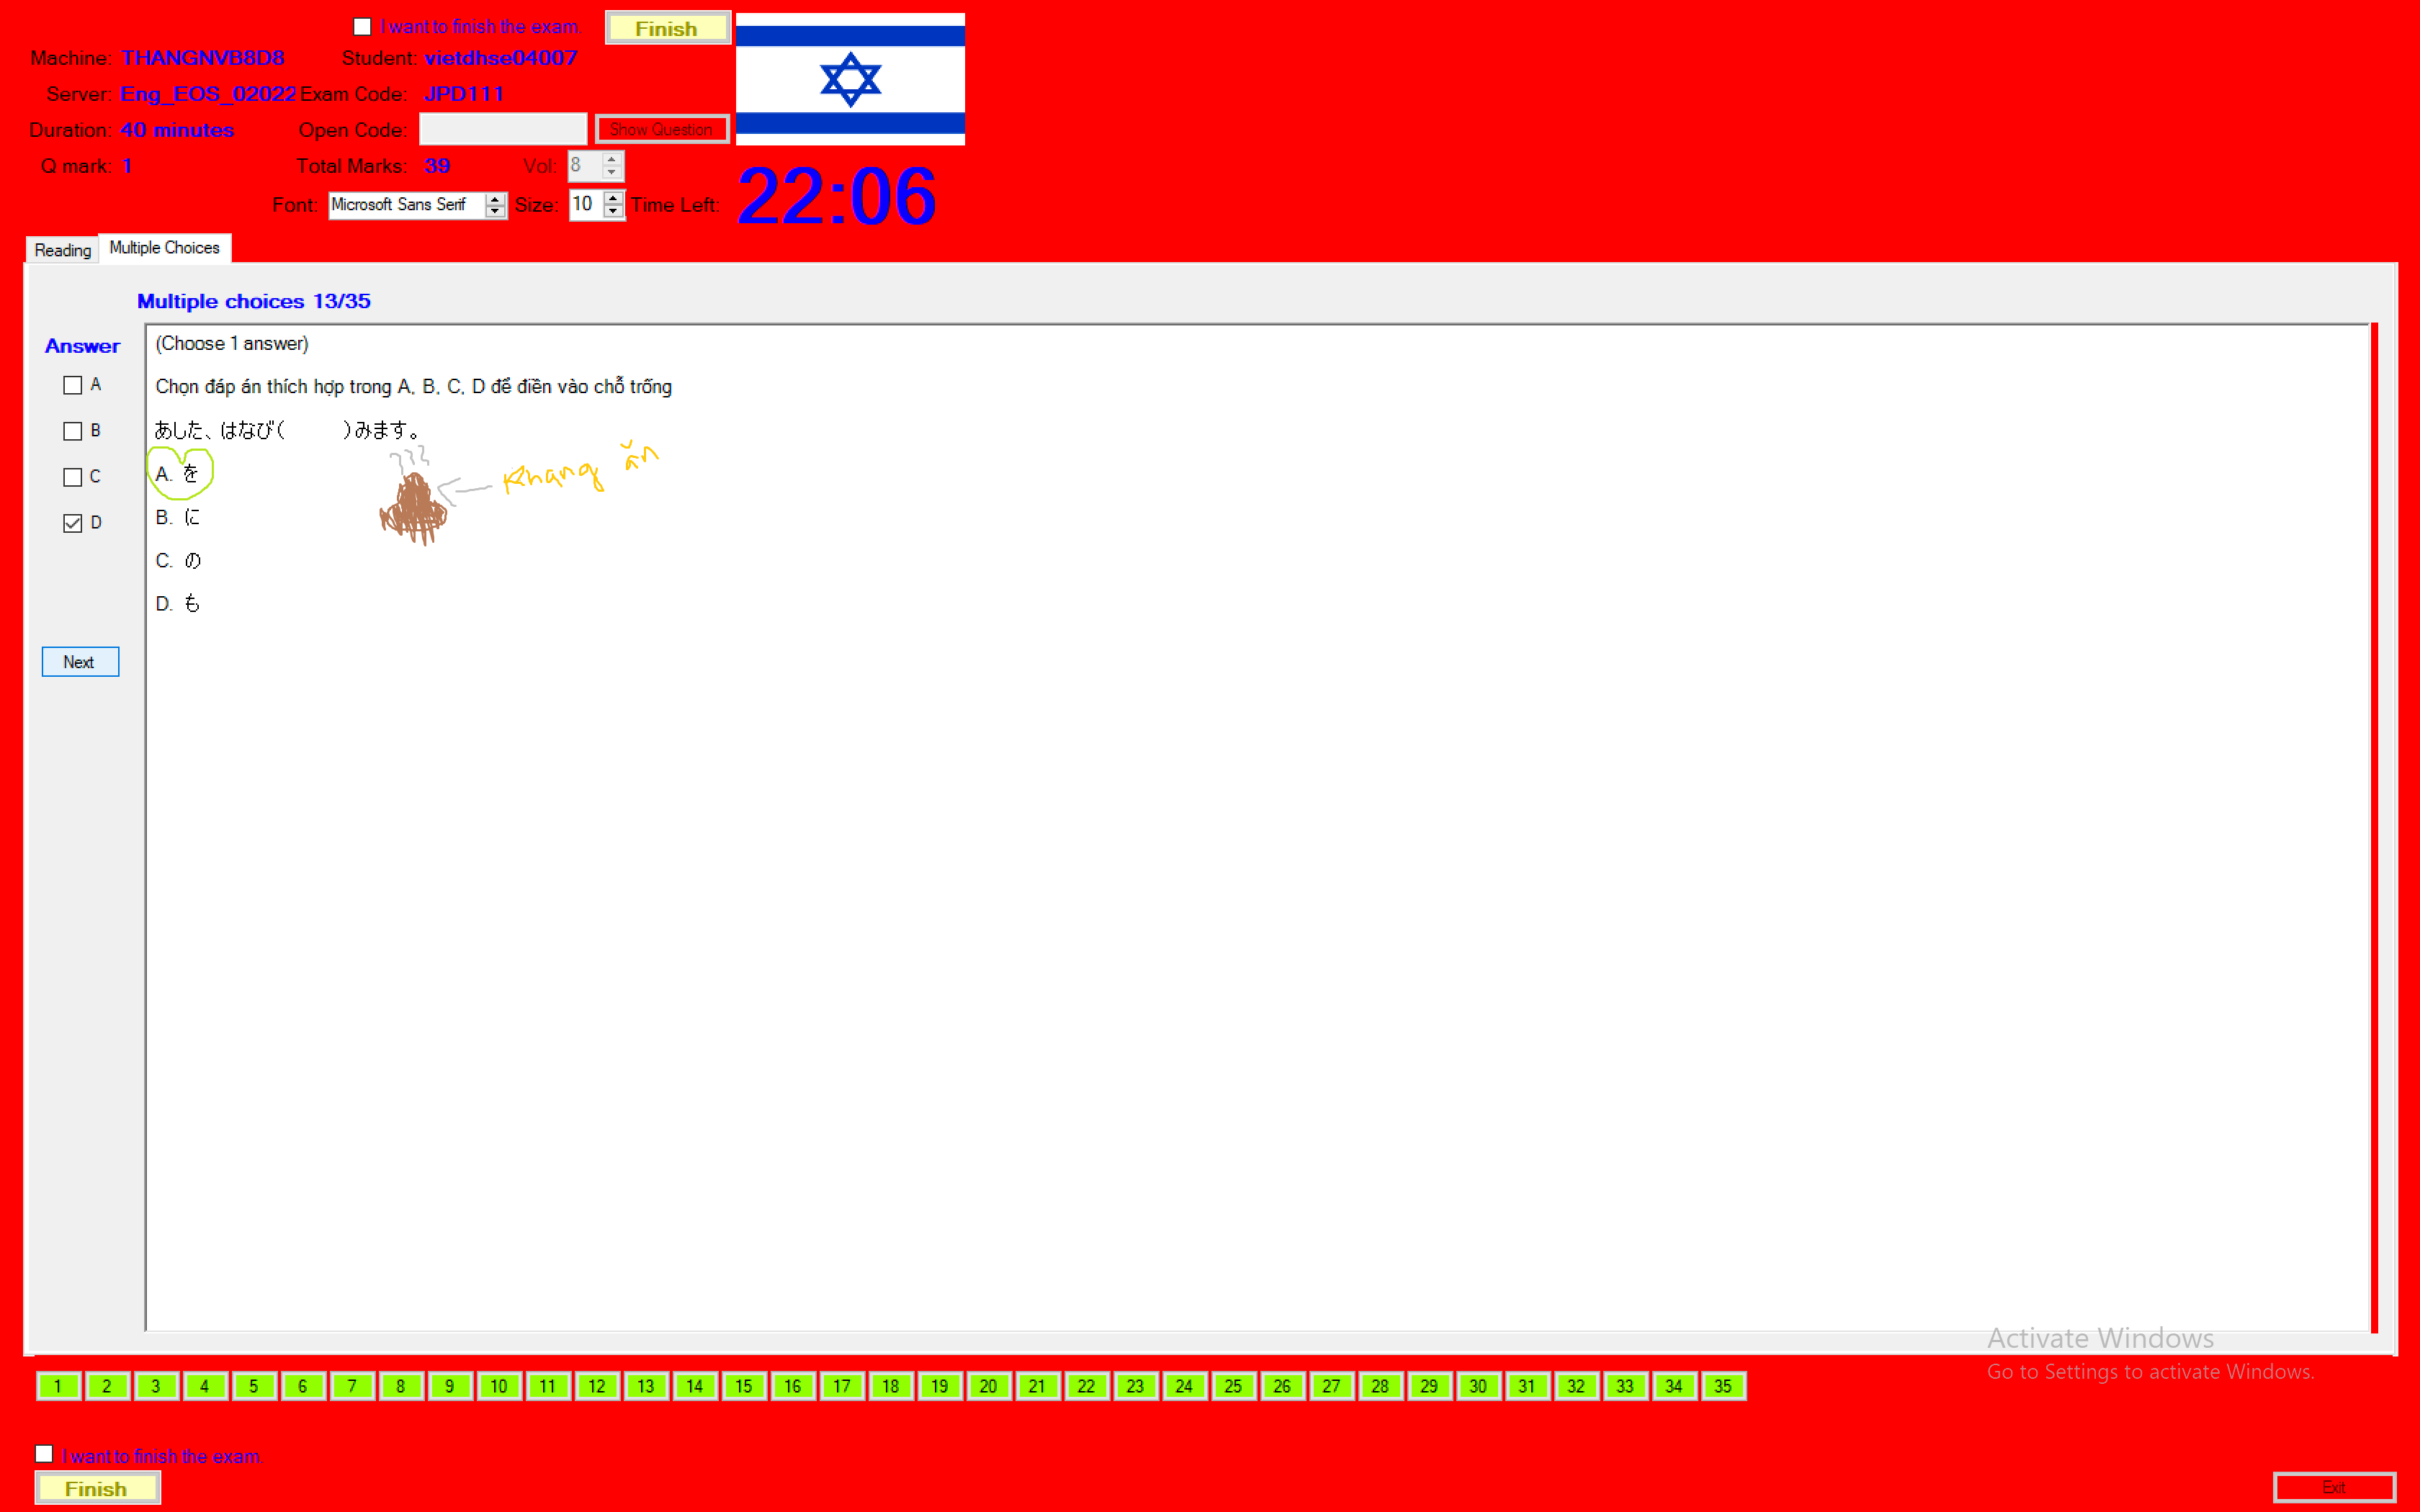 I want to finish the exam.
Finish
Machine: THANGNVB8D8 Student: vietdhse04007
Server: Eng_EOS_02022 Exam Code: JPD111
Duration: 40 minutes Open Code: Show Question
Q mark: 1 Total Marks: 39 Vol: 8
Font: Microsoft Sans Serif Size: 10 Time Left: 22:06
Reading Multiple Choices
Multiple choices 13/35
Answer
A
B
C
D
Next
(Choose 1 answer)
Chọn đáp án thích hợp trong A, B, C, D để điền vào chỗ trống
あした、はなび( )みます。
A. を
B. に
C. の
D. も
Khang ăn
Activate Windows
Go to Settings to activate Windows.
1 2 3 4 5 6 7 8 9 10 11 12 13 14 15 16 17 18 19 20 21 22 23 24 25 26 27 28 29 30 31 32 33 34 35
I want to finish the exam.
Finish
Exit